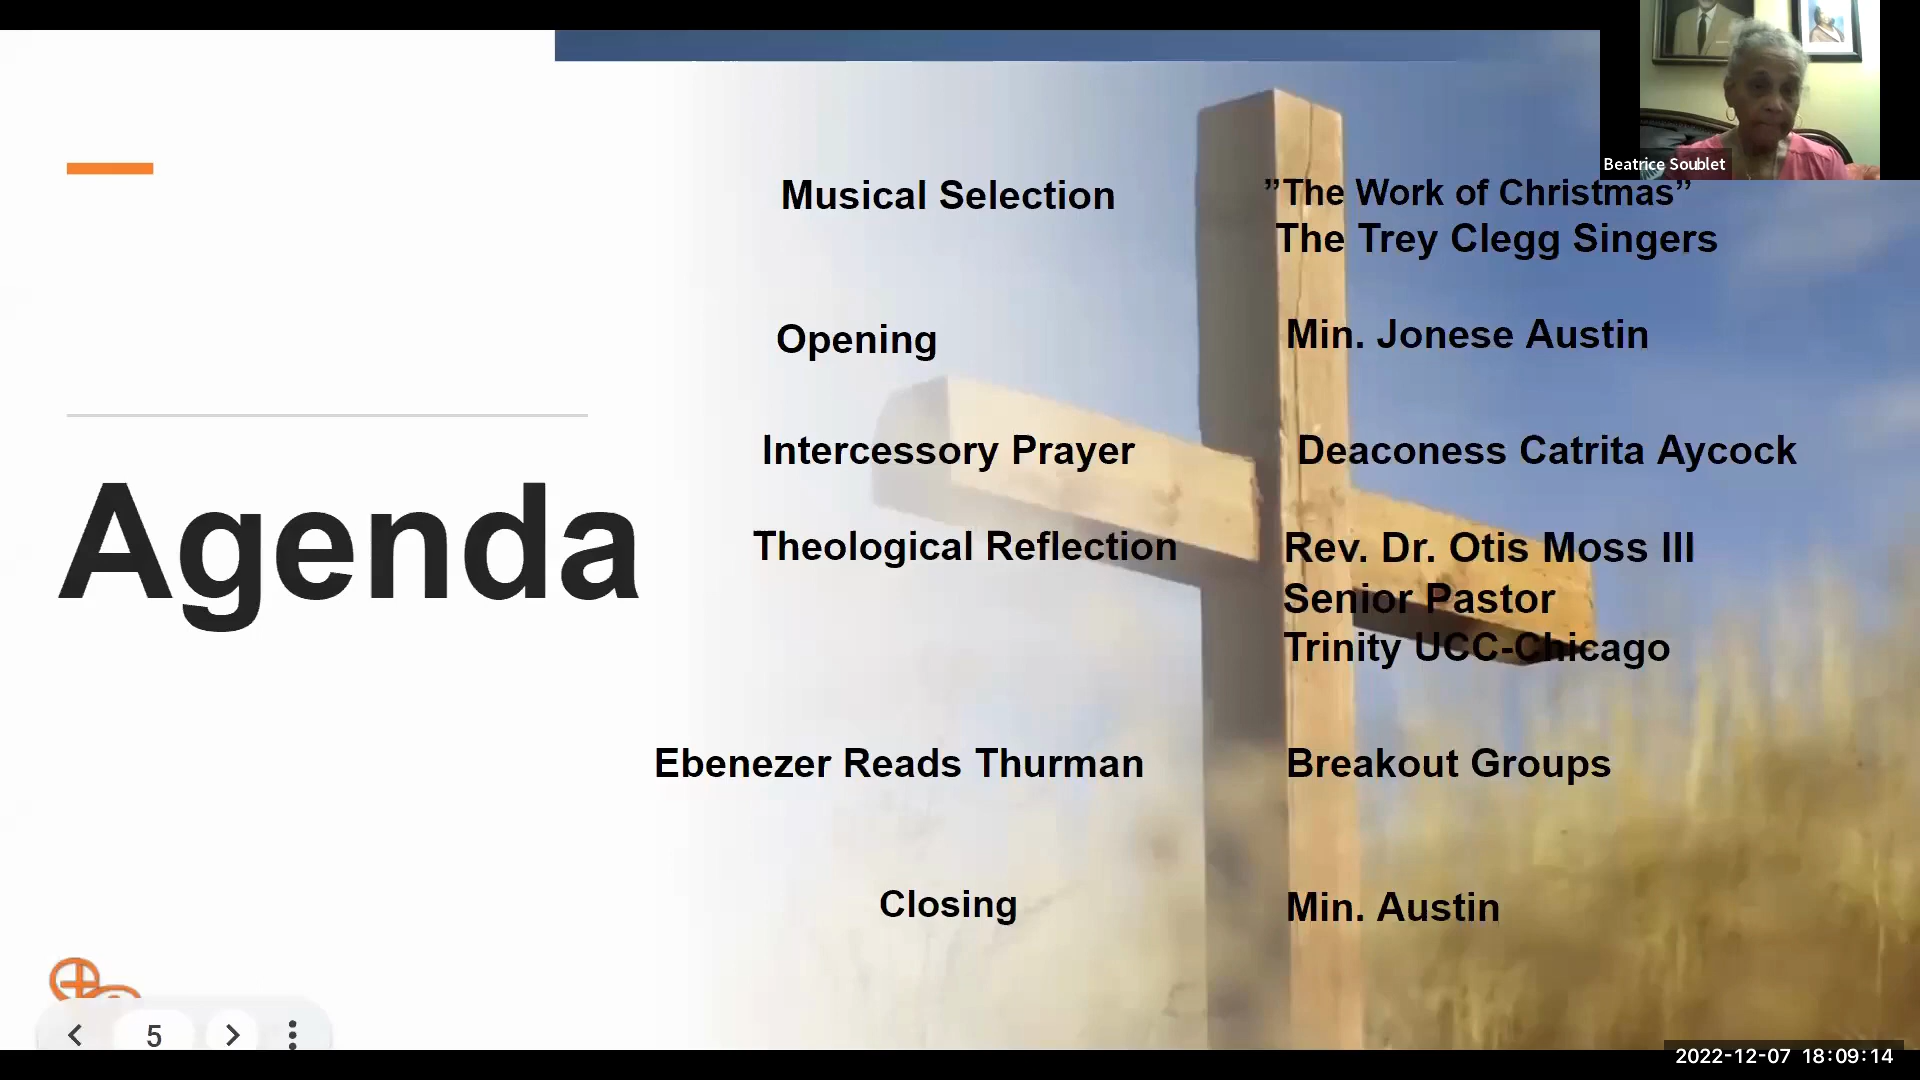 Beatrice Soublet
Agenda
Musical Selection
”The Work of Christmas”
The Trey Clegg Singers
Opening
Min. Jonese Austin
Intercessory Prayer
Deaconess Catrita Aycock
Theological Reflection
Rev. Dr. Otis Moss III
Senior Pastor
Trinity UCC-Chicago
Ebenezer Reads Thurman
Breakout Groups
Closing
Min. Austin
5
2022-12-07 18:09:14